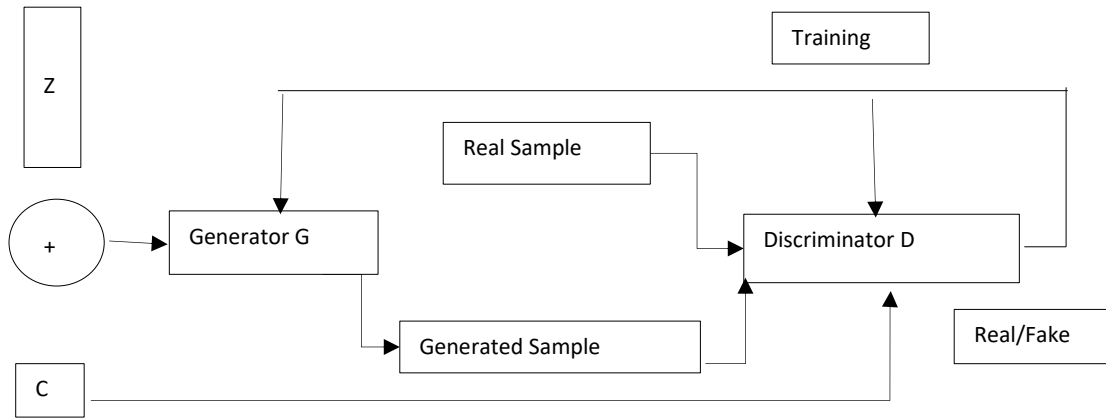 Training
Z
Real Sample
Generator G
Discriminator D
+
Real/Fake
Generated Sample
C